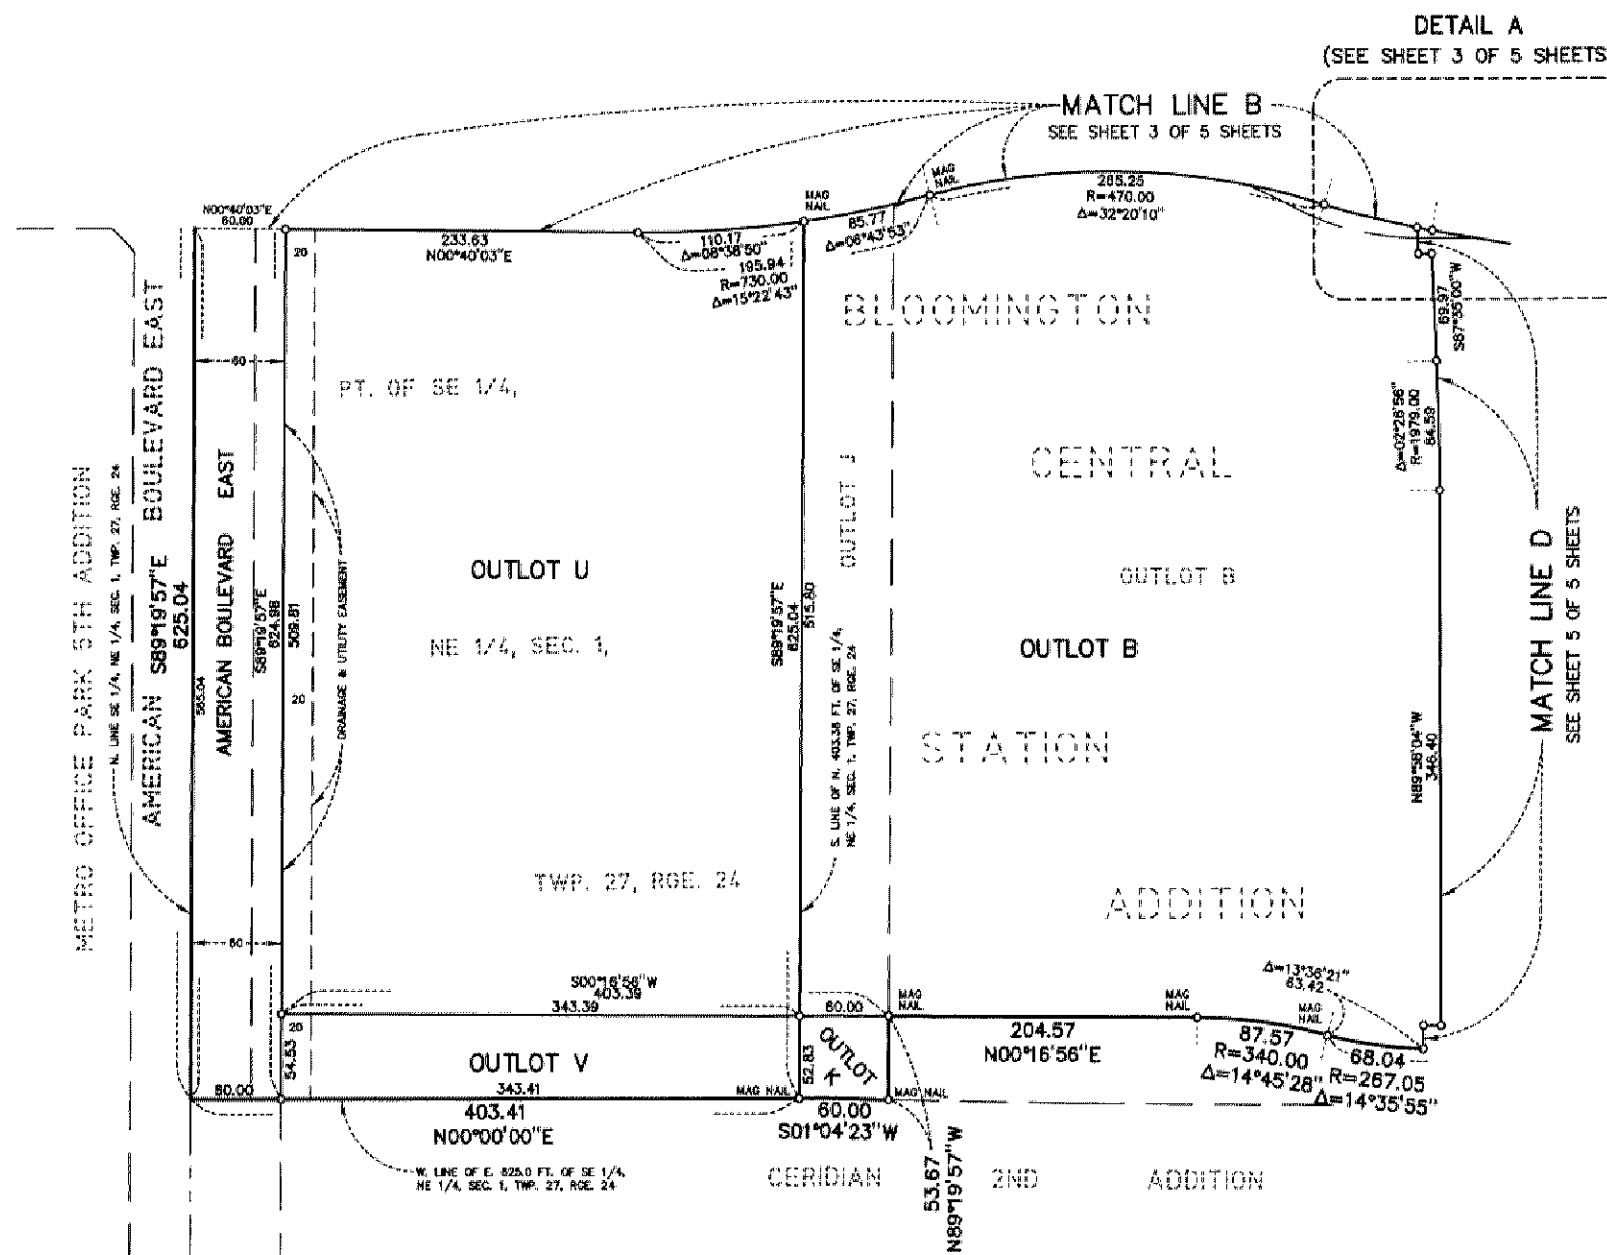 DETAIL A
(SEE SHEET 3 OF 5 SHEETS
MATCH LINE B
SEE SHEET 3 OF 5 SHEETS
N00°40'03"E
60.00
20
233.63
N00°40'03"E
110.17
Δ=08°38'50"
195.94
R=730.00
Δ=15°22'43"
MAG
NAIL
85.77
Δ=06°43'53"
MAG
NAIL
265.25
R=470.00
Δ=32°20'10"
69.97
S87°35'00"W
Δ=02°26'56"
R=1979.00
84.59
N89°58'04"W
346.40
MATCH LINE D
SEE SHEET 5 OF 5 SHEETS
BLOOMINGTON
CENTRAL
STATION
ADDITION
OUTLOT B
OUTLOT B
OUTLOT J
PT. OF SE 1/4,
NE 1/4, SEC. 1,
TWP. 27, RGE. 24
OUTLOT U
METRO OFFICE PARK 5TH ADDITION
N. LINE SE 1/4, NE 1/4, SEC. 1, TWP. 27, RGE. 24
AMERICAN BOULEVARD EAST
S89°19'57"E
625.04
565.04
AMERICAN BOULEVARD EAST
60
60
S89°19'57"E
624.98
509.81
20
DRAINAGE & UTILITY EASEMENT
S89°19'57"E
625.04
515.80
S. LINE OF N. 403.38 FT. OF SE 1/4,
NE 1/4, SEC. 1, TWP. 27, RGE. 24
S00°16'56"W
403.39
343.39
60.00
MAG
NAIL
20
54.53
OUTLOT V
343.41
MAG NAIL
52.83
OUTLOT
K
MAG NAIL
60.00
403.41
N00°00'00"E
60.00
S01°04'23"W
W. LINE OF E. 625.0 FT. OF SE 1/4,
NE 1/4, SEC. 1, TWP. 27, RGE. 24
53.67
N89°19'57"W
204.57
N00°16'56"E
MAG
NAIL
87.57
R=340.00
Δ=14°45'28"
Δ=13°36'21"
63.42
MAG
NAIL
68.04
R=267.05
Δ=14°35'55"
CERIDIAN 2ND ADDITION